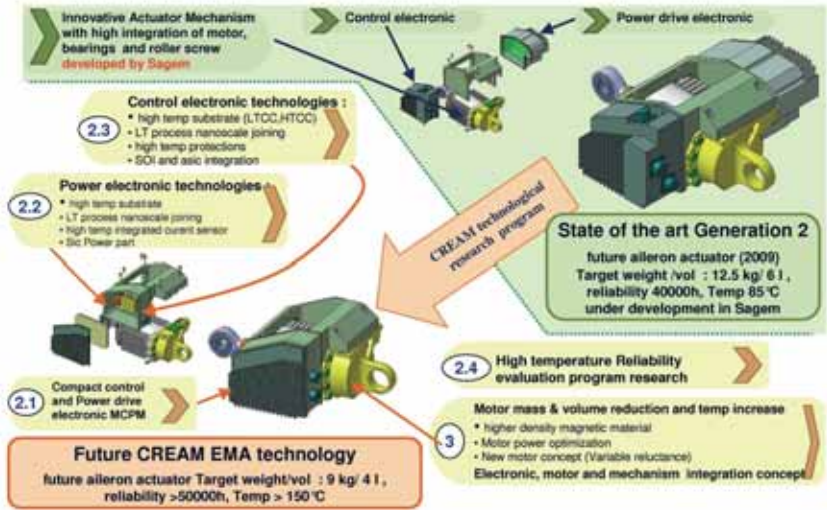 Innovative Actuator Mechanism
with high integration of motor,
bearings and roller screw
developed by Sagem
Control electronic
Power drive electronic
2.3
Control electronic technologies :
• high temp substrate (LTCC,HTCC)
• LT process nanoscale joining
• high temp protections
• SOI and asic integration
2.2
Power electronic technologies :
• high temp substrate
• LT process nanoscale joining
• high temp integrated curent sensor
• Sic Power part
CREAM technological
research program
State of the art Generation 2
future aileron actuator (2009)
Target weight /vol : 12.5 kg/ 6 l ,
reliability 40000h, Temp 85°C
under development in Sagem
2.1
Compact control
and Power drive
electronic MCPM
2.4
High temperature Reliability
evaluation program research
3
Motor mass & volume reduction and temp increase
• higher density magnetic material
• Motor power optimization
• New motor concept (Variable reluctance)
Electronic, motor and mechanism integration concept
Future CREAM EMA technology
future aileron actuator Target weight/vol : 9 kg/ 4 l ,
reliability >50000h, Temp > 150°C